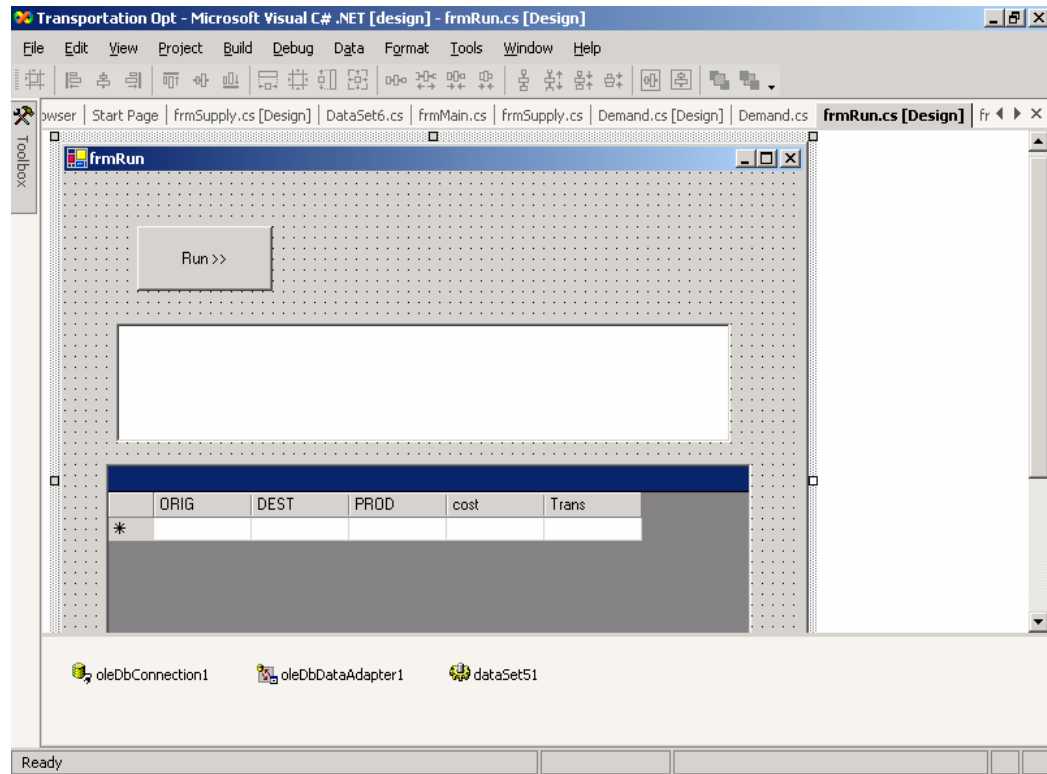 Transportation Opt - Microsoft Visual C# .NET [design] - frmRun.cs [Design]
File Edit View Project Build Debug Data Format Tools Window Help
owser Start Page frmSupply.cs [Design] DataSet6.cs frmMain.cs frmSupply.cs Demand.cs [Design] Demand.cs frmRun.cs [Design] fr
Toolbox
frmRun
Run >>
ORIG DEST PROD cost Trans
*
oleDbConnection1 oleDbDataAdapter1 dataSet51
Ready